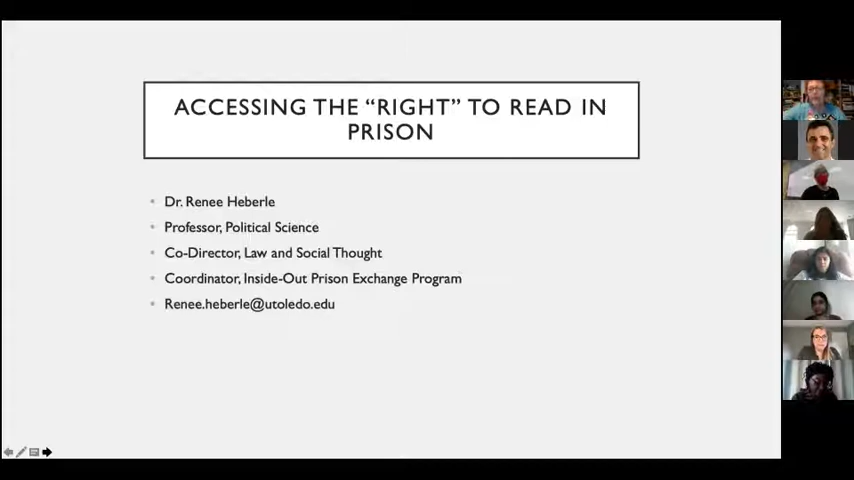 ACCESSING THE “RIGHT” TO READ IN
PRISON
Dr. Renee Heberle
Professor, Political Science
Co-Director, Law and Social Thought
Coordinator, Inside-Out Prison Exchange Program
Renee.heberle@utoledo.edu